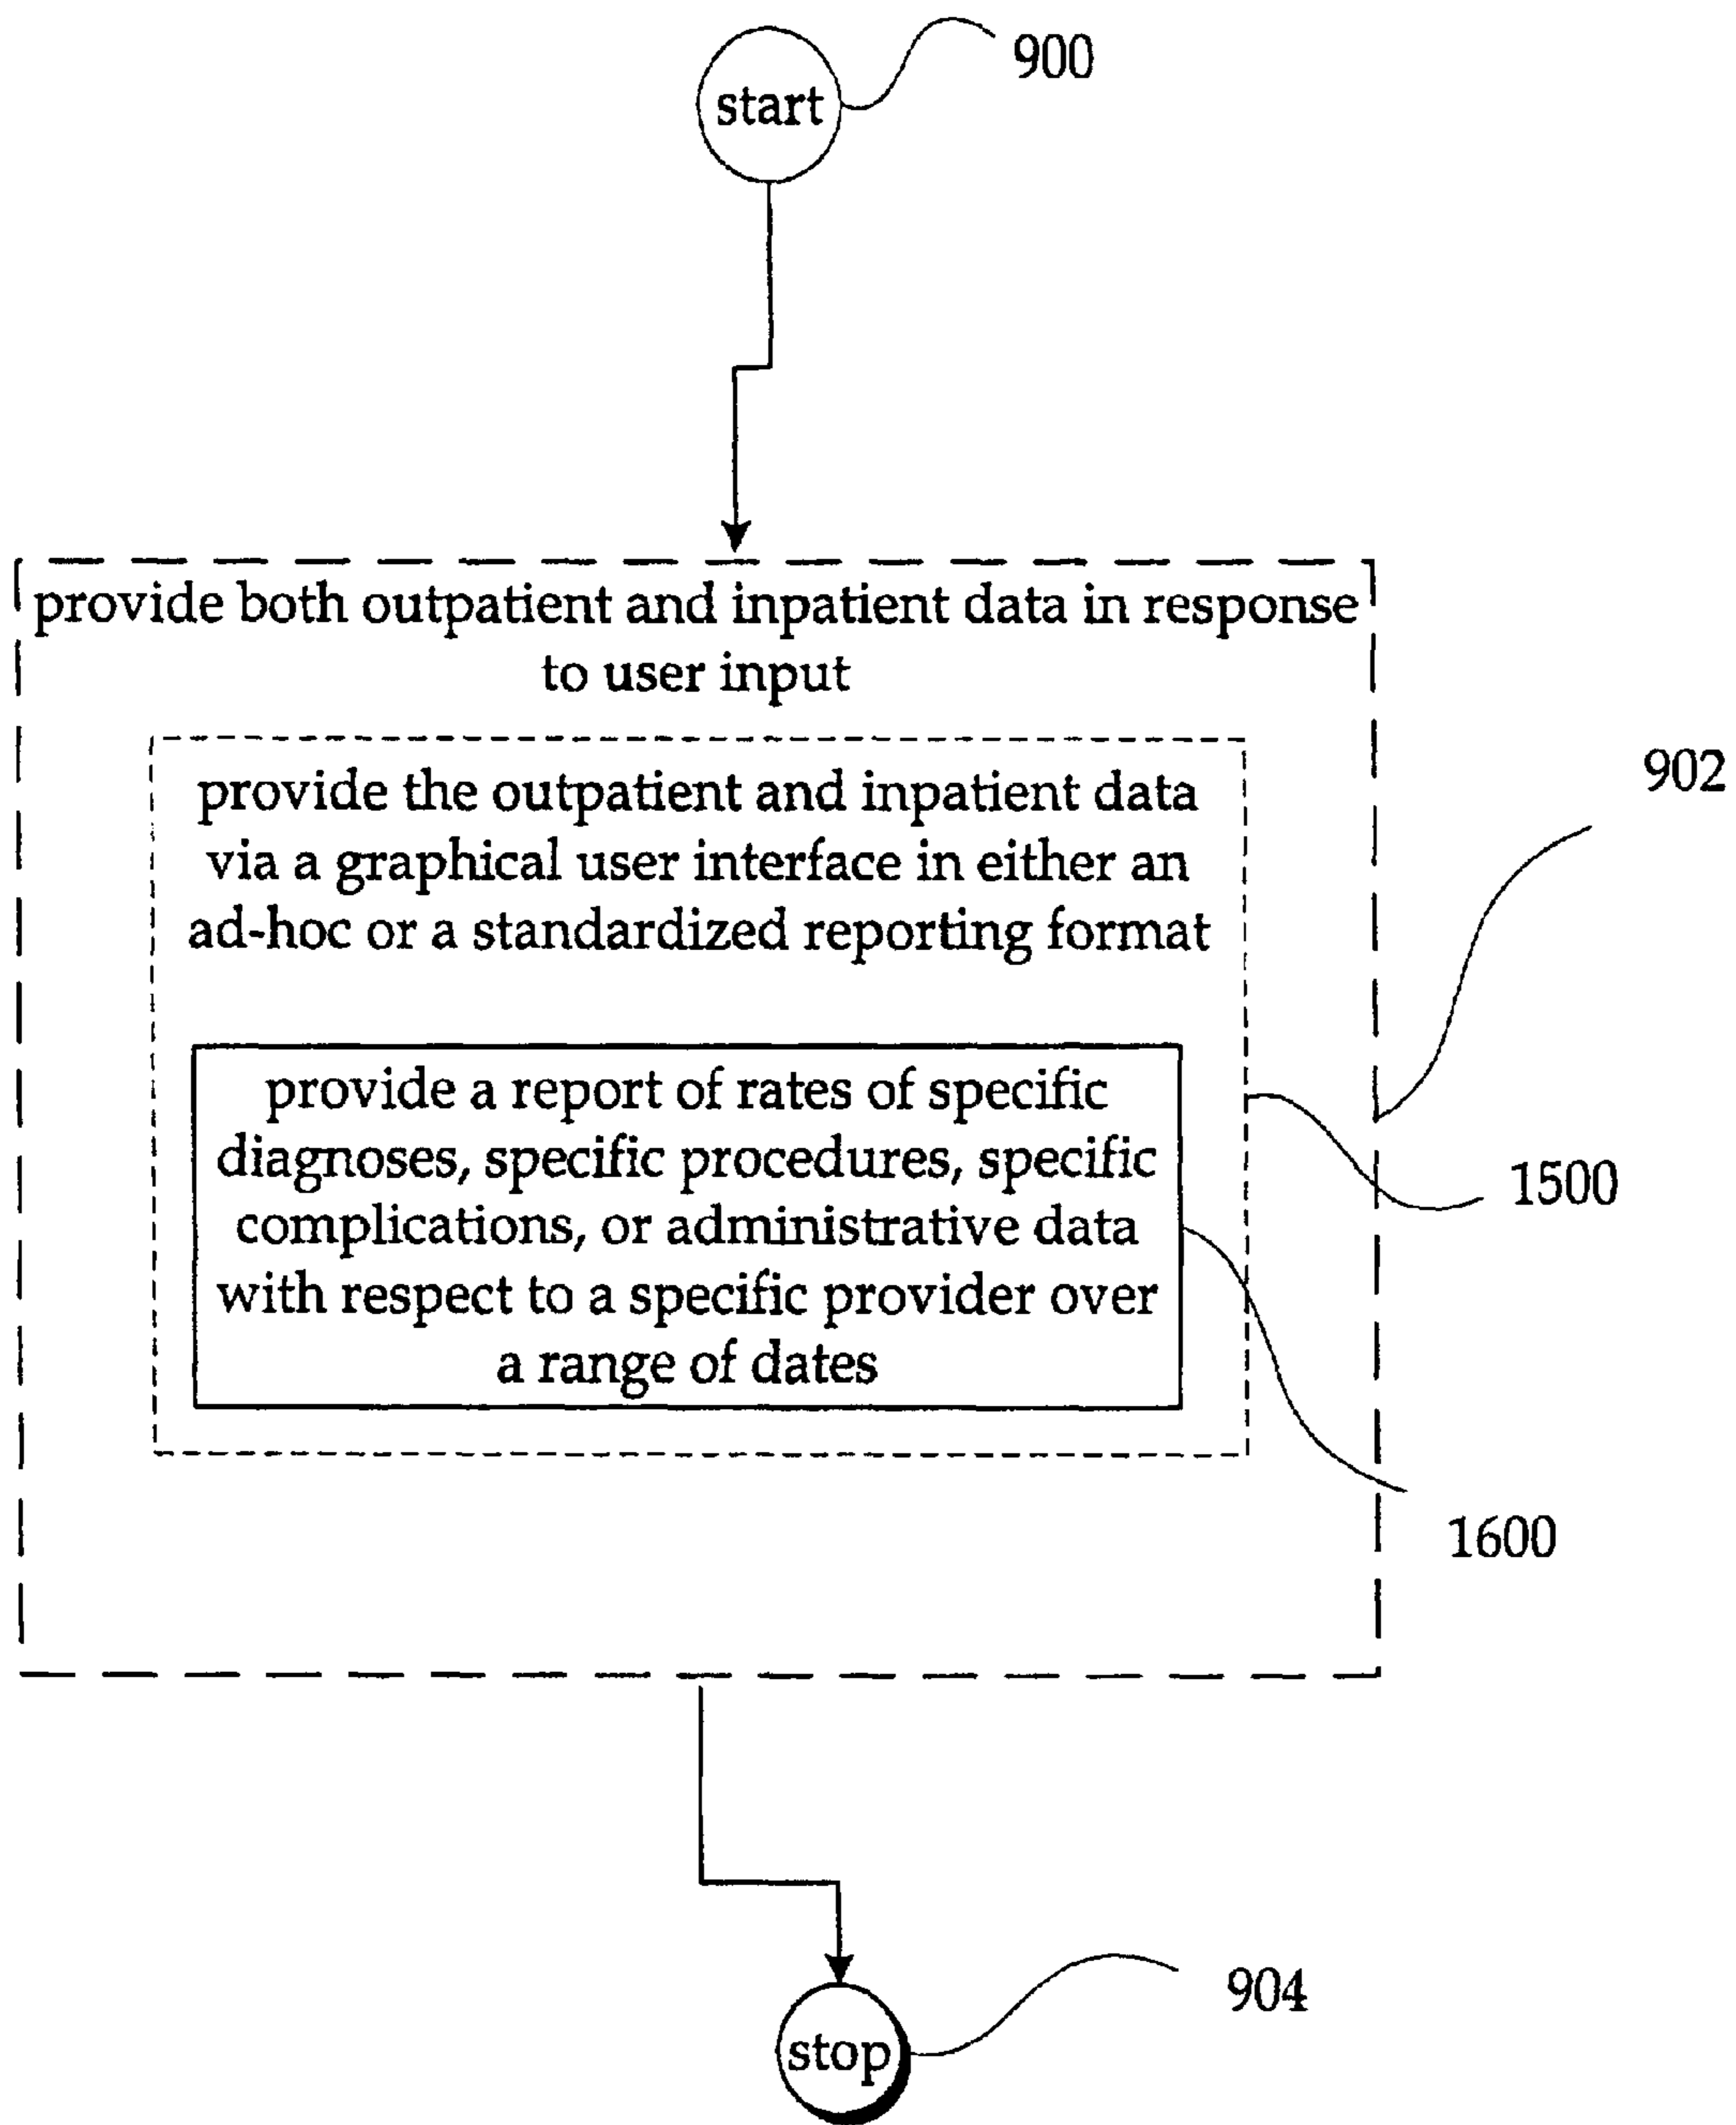 900
start
provide both outpatient and inpatient data in response
to user input
902
provide the outpatient and inpatient data
via a graphical user interface in either an
ad-hoc or a standardized reporting format
provide a report of rates of specific
diagnoses, specific procedures, specific
complications, or administrative data
with respect to a specific provider over
a range of dates
1500
1600
904
stop